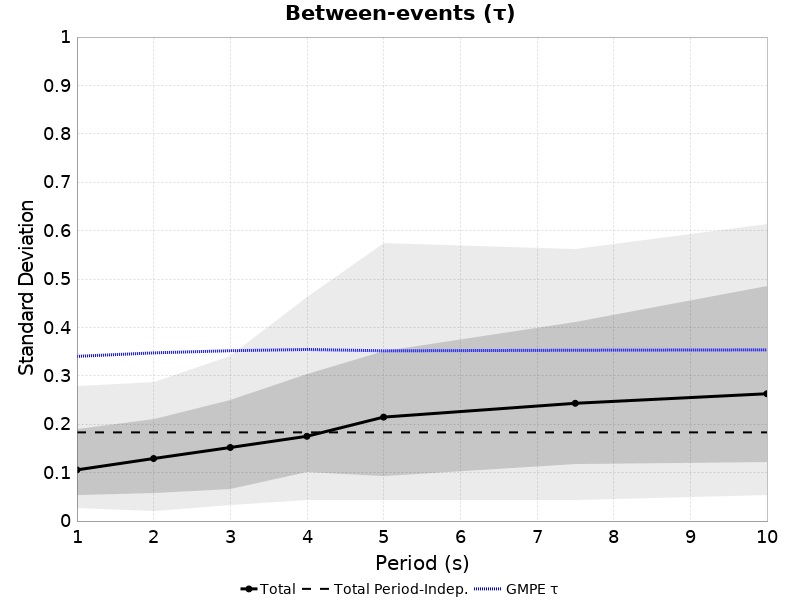 Between-events (τ)
1
0.9
0.8
0.7
0.6
0.5
0.4
0.3
0.2
0.1
0
Standard Deviation
1 2 3 4 5 6 7 8 9 10
Period (s)
Total Total Period-Indep. GMPE τ